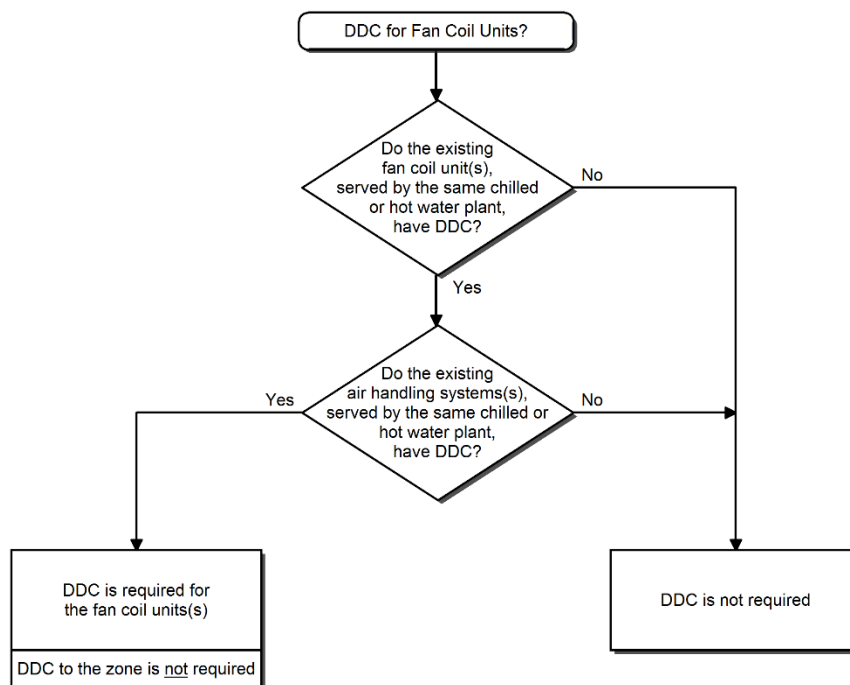 DDC for Fan Coil Units?
Do the existing
fan coil unit(s),
served by the same chilled
or hot water plant,
have DDC?
No
Yes
Do the existing
air handling systems(s),
served by the same chilled or
hot water plant,
have DDC?
Yes
No
DDC is required for
the fan coil units(s)
DDC to the zone is not required
DDC is not required